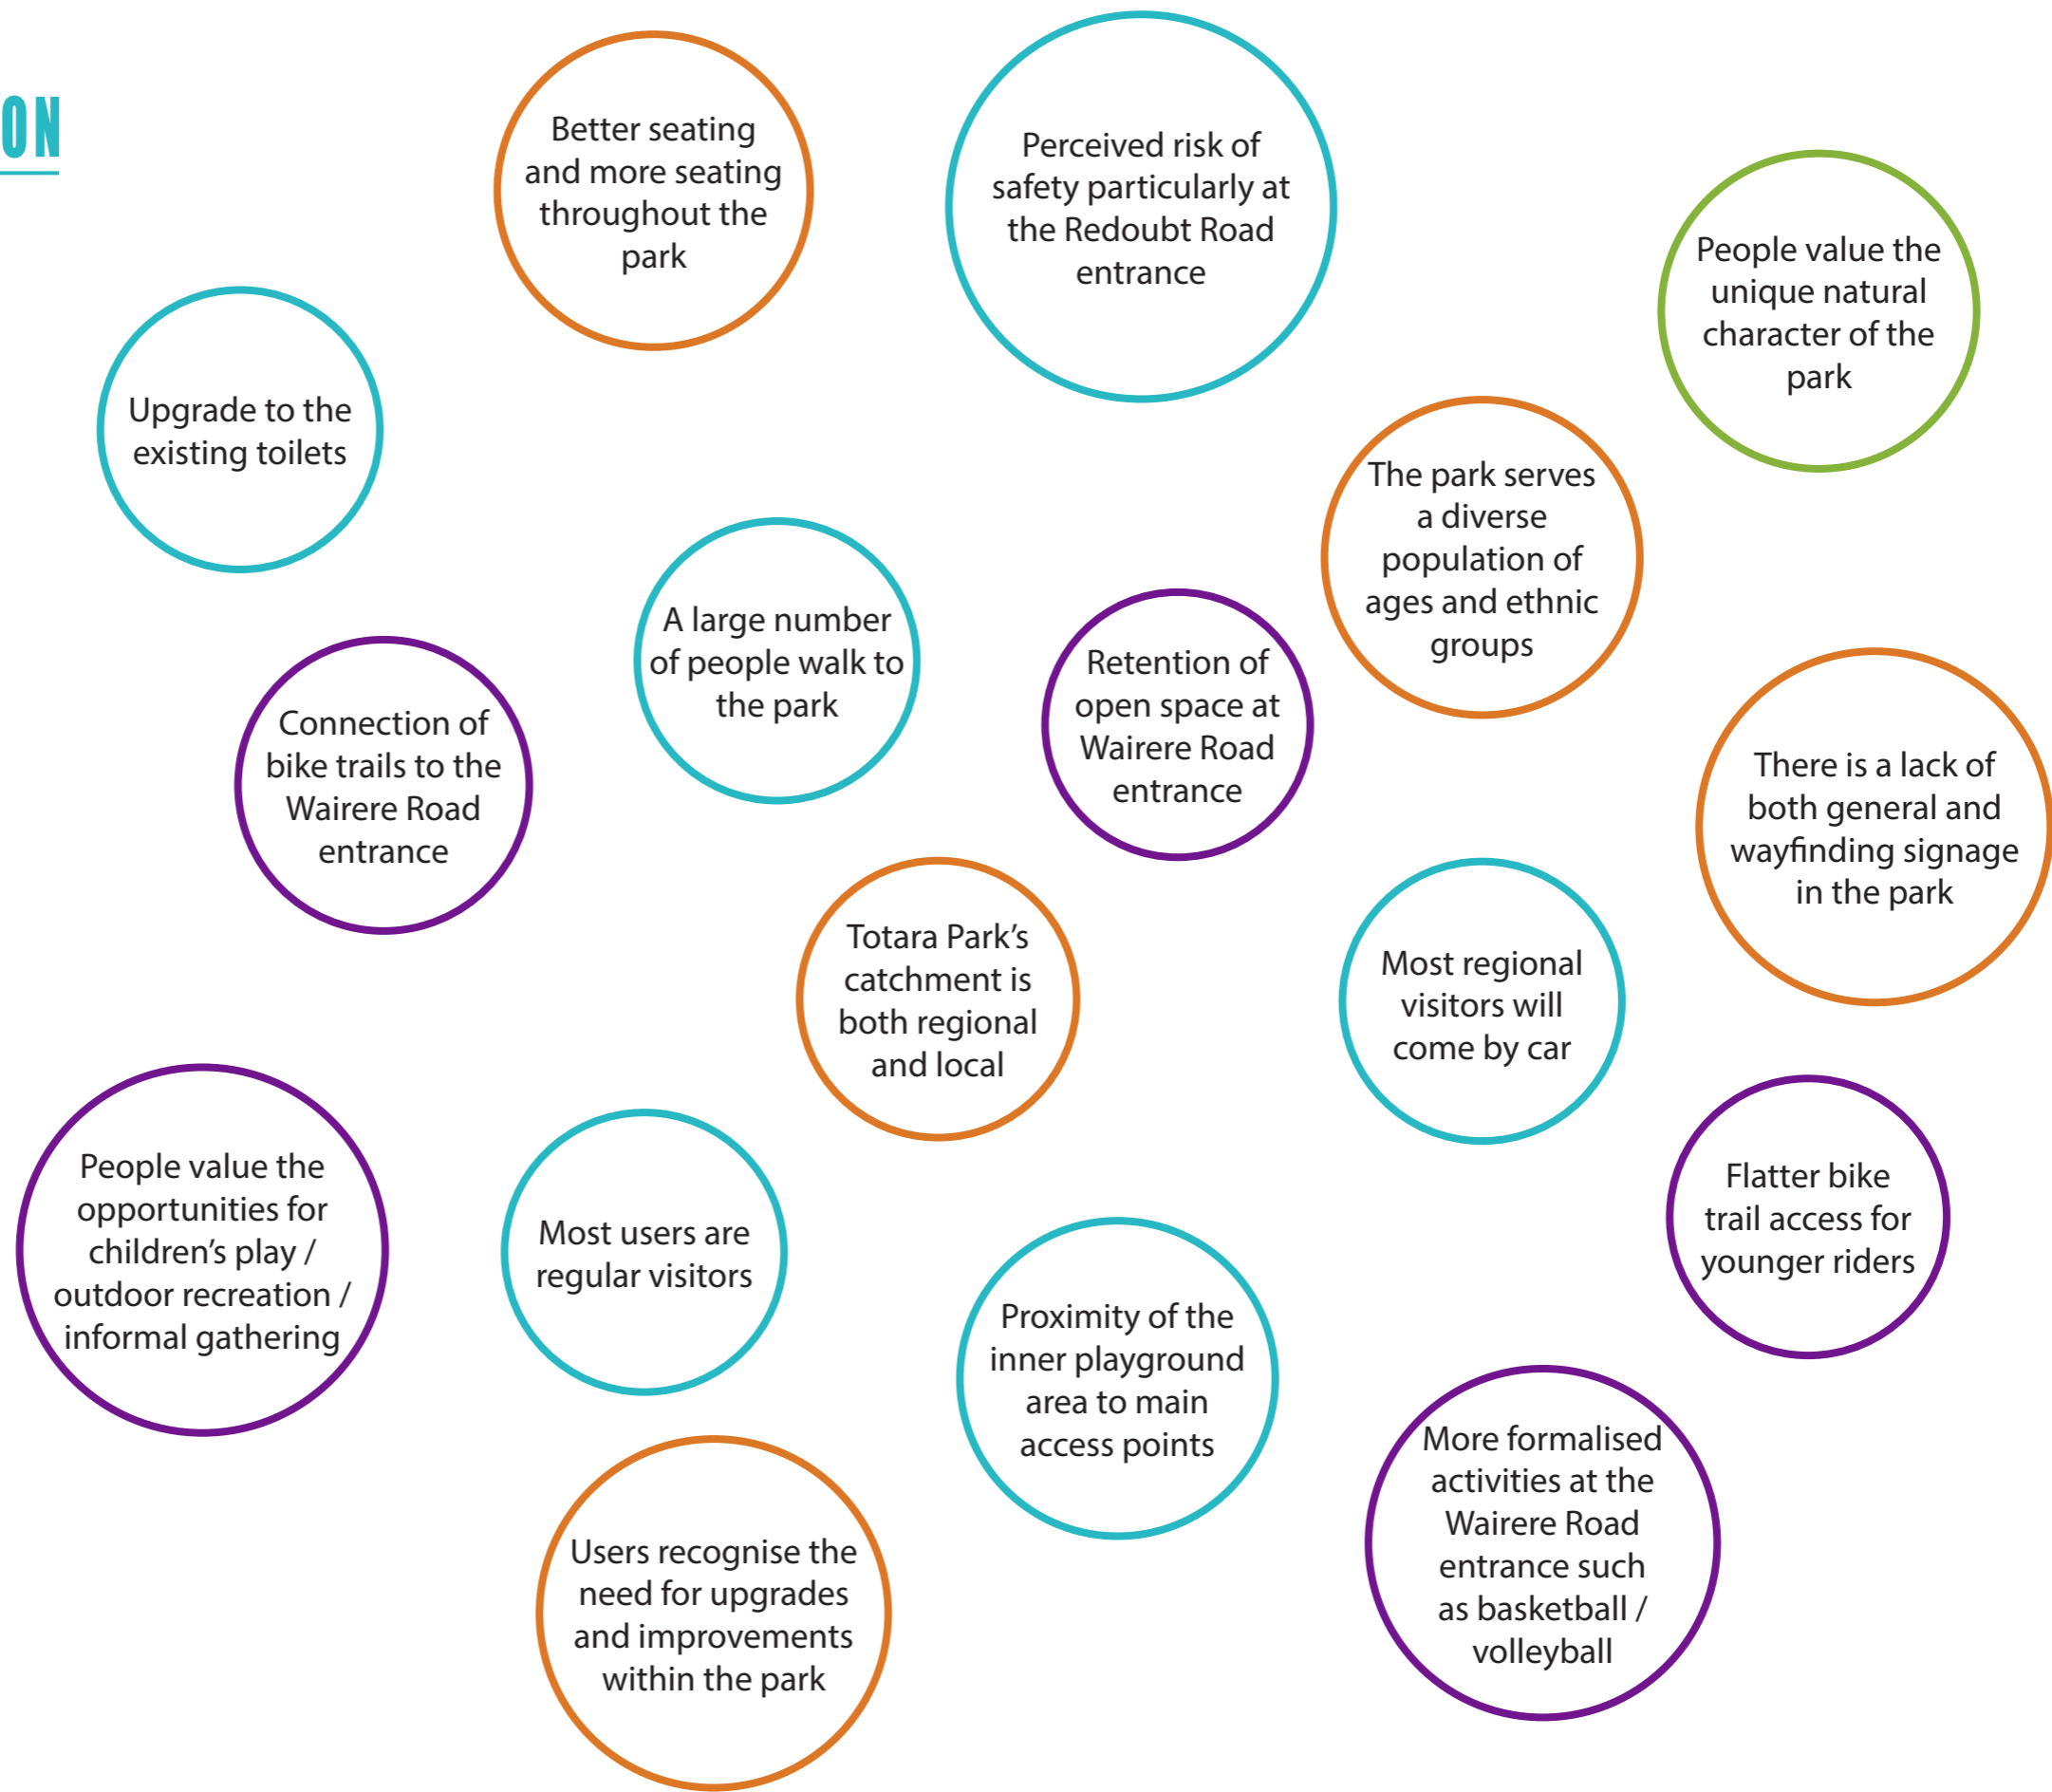 ON
Better seating
and more seating
throughout the
park
Perceived risk of
safety particularly at
the Redoubt Road
entrance
People value the
unique natural
character of the
park
Upgrade to the
existing toilets
The park serves
a diverse
population of
ages and ethnic
groups
A large number
of people walk to
the park
Retention of
open space at
Wairere Road
entrance
Connection of
bike trails to the
Wairere Road
entrance
There is a lack of
both general and
wayfinding signage
in the park
Totara Park’s
catchment is
both regional
and local
Most regional
visitors will
come by car
People value the
opportunities for
children’s play /
outdoor recreation /
informal gathering
Most users are
regular visitors
Flatter bike
trail access for
younger riders
Proximity of the
inner playground
area to main
access points
More formalised
activities at the
Wairere Road
entrance such
as basketball /
volleyball
Users recognise the
need for upgrades
and improvements
within the park